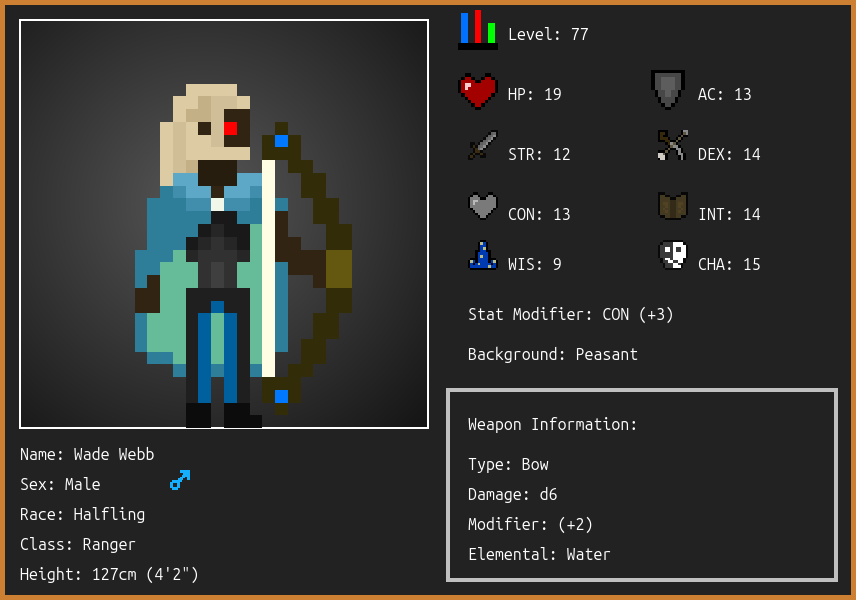 Level: 77
HP: 19
AC: 13
STR: 12
DEX: 14
CON: 13
INT: 14
WIS: 9
CHA: 15
Stat Modifier: CON (+3)
Background: Peasant
Weapon Information:
Type: Bow
Damage: d6
Modifier: (+2)
Elemental: Water
Name: Wade Webb
Sex: Male
Race: Halfling
Class: Ranger
Height: 127cm (4'2")